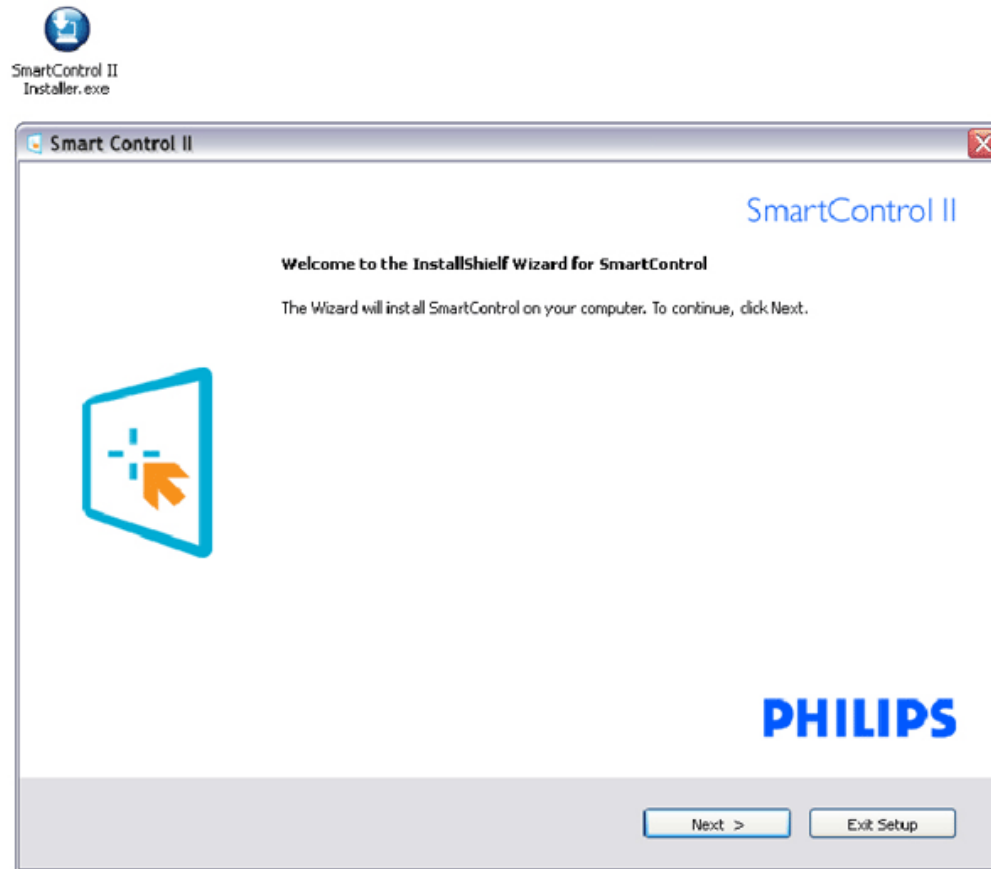 SmartControl II
Installer.exe
Smart Control II
SmartControl II
Welcome to the InstallShielf Wizard for SmartControl
The Wizard will install SmartControl on your computer. To continue, click Next.
PHILIPS
Next >
Exit Setup